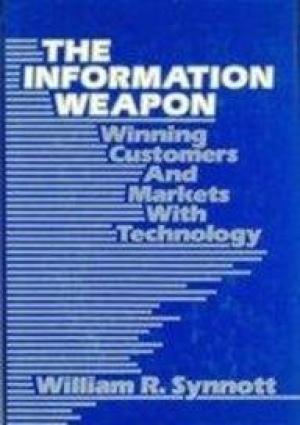 THE
INFORMATION
WEAPON
Winning
Customers
And
Markets
With
Technology
William R. Synnott